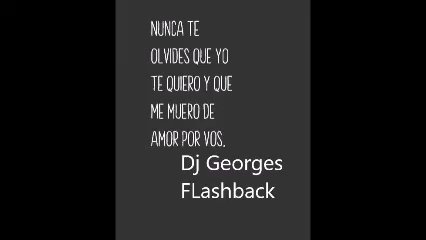 NUNCA TE
OLVIDES QUE YO
TE QUIERO Y QUE
ME MUERO DE
AMOR POR VOS.
Dj Georges
FLashback